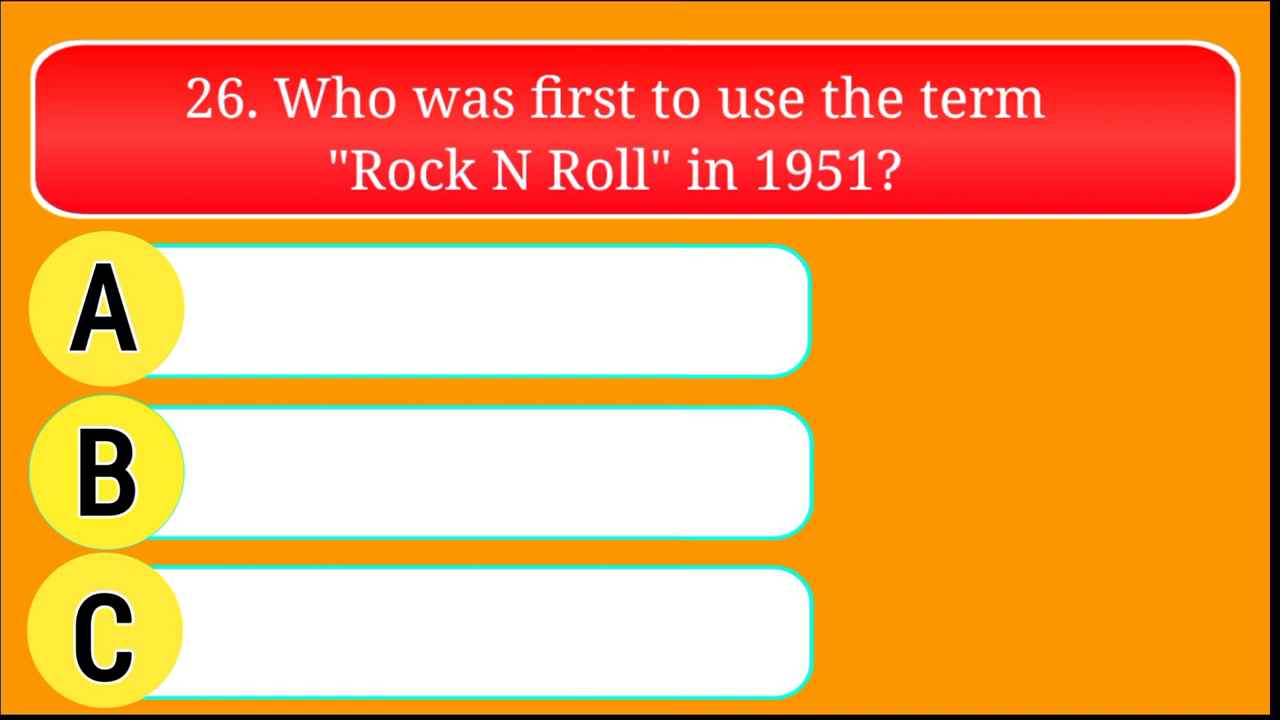 26. Who was first to use the term
"Rock N Roll" in 1951?
A
B
C